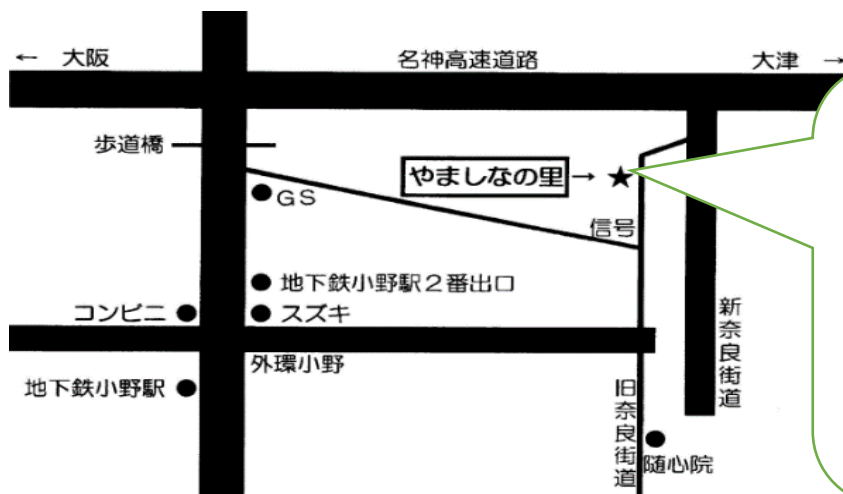 ← 大阪
名神高速道路
大津 →
歩道橋
やましなの里 → ★
GS
信号
地下鉄小野駅2番出口
コンビニ
スズキ
外環小野
新奈良街道
地下鉄小野駅
旧奈良街道
随心院